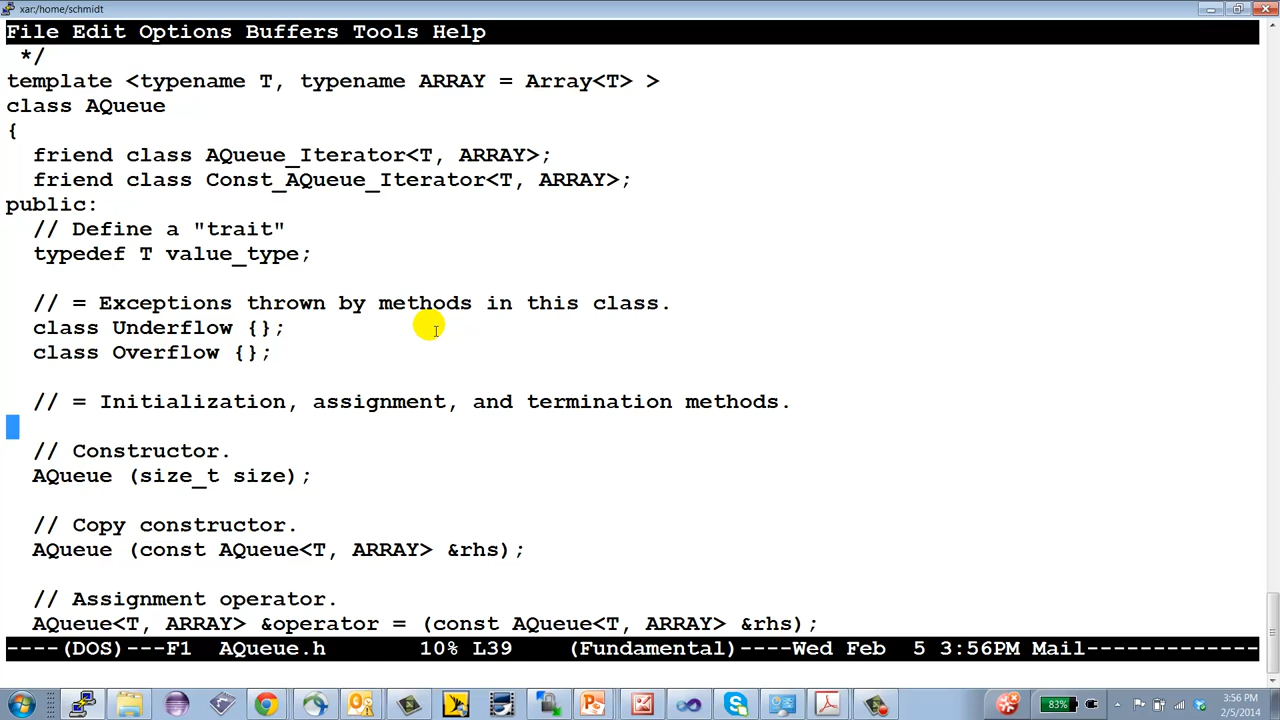 xar:/home/schmidt
File Edit Options Buffers Tools Help
*/
template <typename T, typename ARRAY = Array<T> >
class AQueue
{
friend class AQueue_Iterator<T, ARRAY>;
friend class Const_AQueue_Iterator<T, ARRAY>;
public:
// Define a "trait"
typedef T value_type;
// = Exceptions thrown by methods in this class.
class Underflow {};
class Overflow {};
// = Initialization, assignment, and termination methods.
// Constructor.
AQueue (size_t size);
// Copy constructor.
AQueue (const AQueue<T, ARRAY> &rhs);
// Assignment operator.
AQueue<T, ARRAY> &operator = (const AQueue<T, ARRAY> &rhs);
----(DOS)---F1 AQueue.h 10% L39 (Fundamental)----Wed Feb 5 3:56PM Mail-------------
83%
3:56 PM
2/5/2014